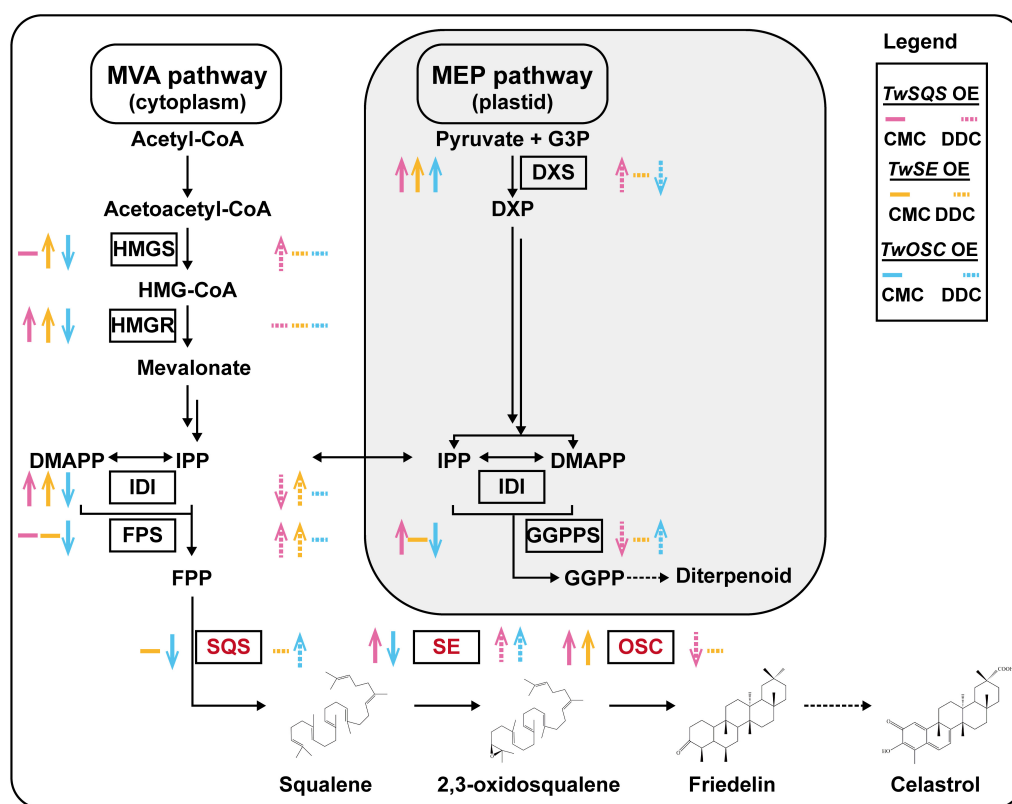 MVA pathway
(cytoplasm)
MEP pathway
(plastid)
Legend
TwSQS OE
CMC DDC
TwSE OE
CMC DDC
TwOSC OE
CMC DDC
Acetyl-CoA
Pyruvate + G3P
DXS
Acetoacetyl-CoA
DXP
HMGS
HMG-CoA
HMGR
Mevalonate
DMAPP IPP
IPP DMAPP
IDI
IDI
FPS
GGPPS
FPP
GGPP Diterpenoid
SQS SE OSC
COOH
O
O
O
HO
Squalene 2,3-oxidosqualene Friedelin Celastrol